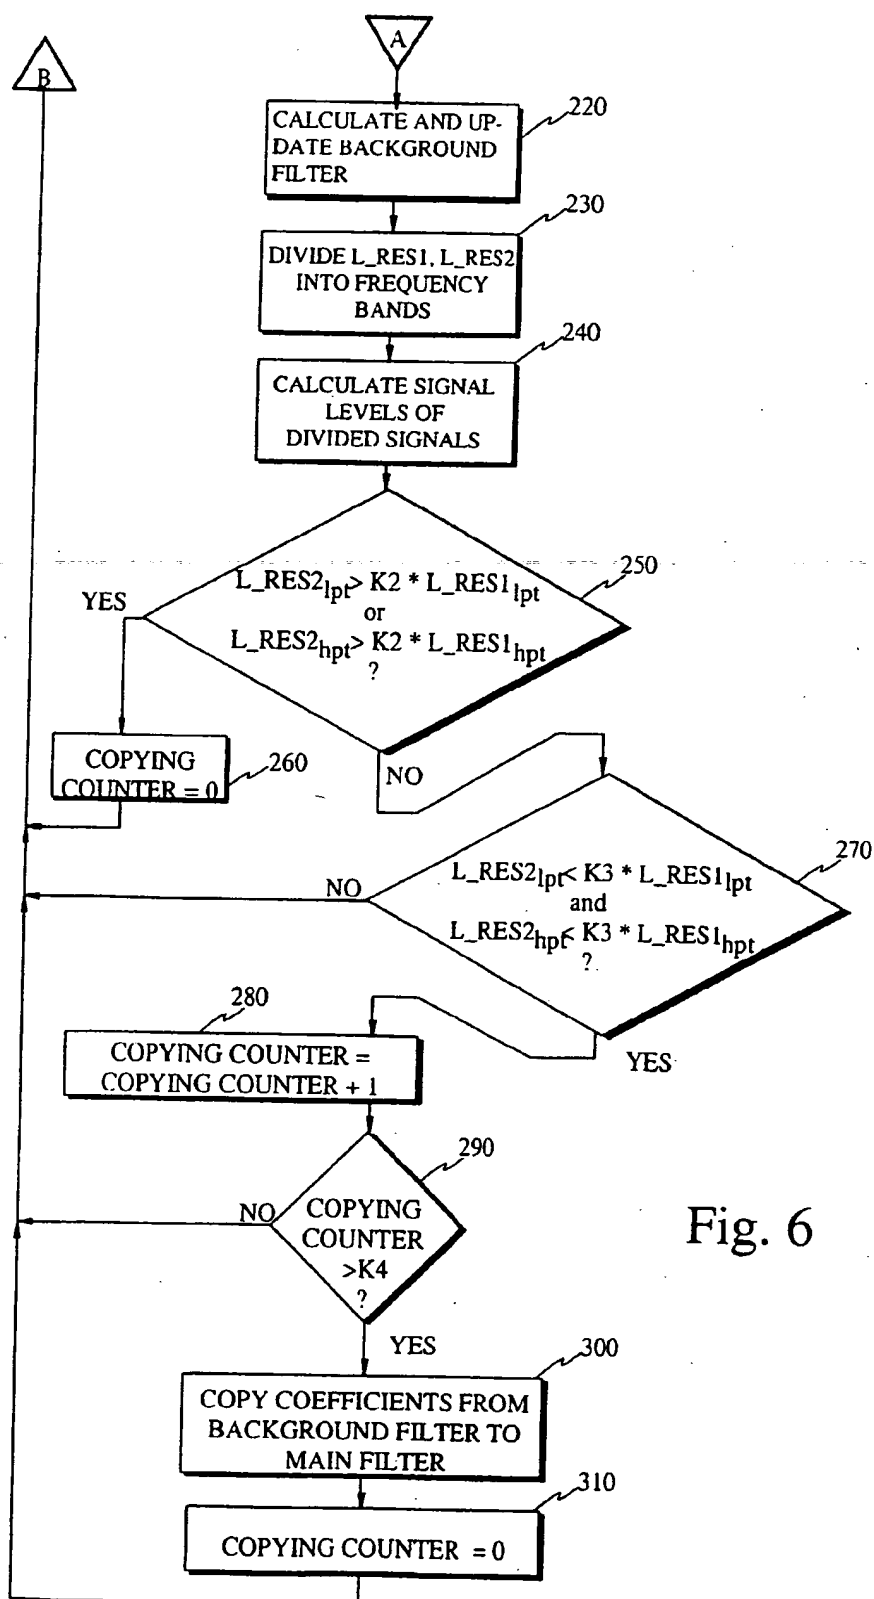 A
B
220
CALCULATE AND UP-
DATE BACKGROUND
FILTER
230
DIVIDE L_RES1, L_RES2
INTO FREQUENCY
BANDS
240
CALCULATE SIGNAL
LEVELS OF
DIVIDED SIGNALS
250
L_RES2lpt> K2 * L_RES1lpt
or
L_RES2hpt> K2 * L_RES1hpt
?
YES
COPYING
COUNTER = 0
260
NO
270
L_RES2lpt< K3 * L_RES1lpt
and
L_RES2hpt< K3 * L_RES1hpt
?
NO
YES
280
COPYING COUNTER =
COPYING COUNTER + 1
290
COPYING
COUNTER
>K4
?
NO
Fig. 6
YES
300
COPY COEFFICIENTS FROM
BACKGROUND FILTER TO
MAIN FILTER
310
COPYING COUNTER = 0